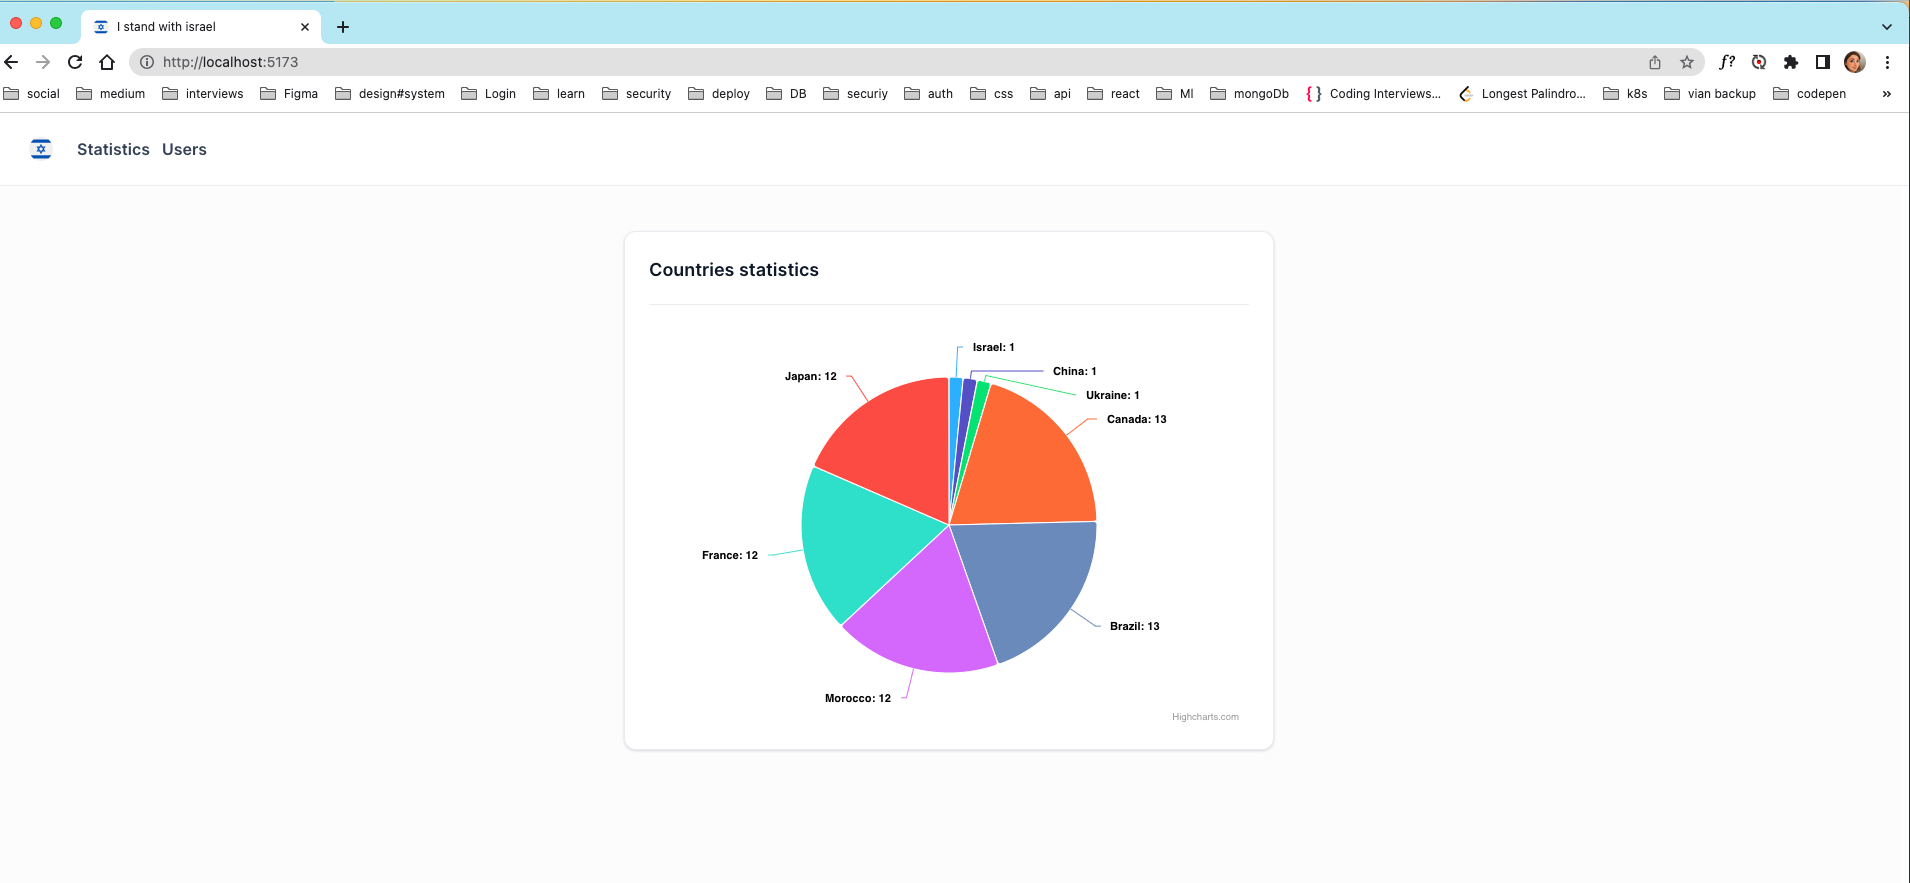 I stand with israel
http://localhost:5173
f?
social medium interviews Figma design#system Login learn security deploy DB securiy auth css api react MI mongoDb Coding Interviews... Longest Palindro... k8s vian backup codepen »
Statistics Users
Countries statistics
Israel: 1
China: 1
Japan: 12
Ukraine: 1
Canada: 13
France: 12
Brazil: 13
Morocco: 12
Highcharts.com